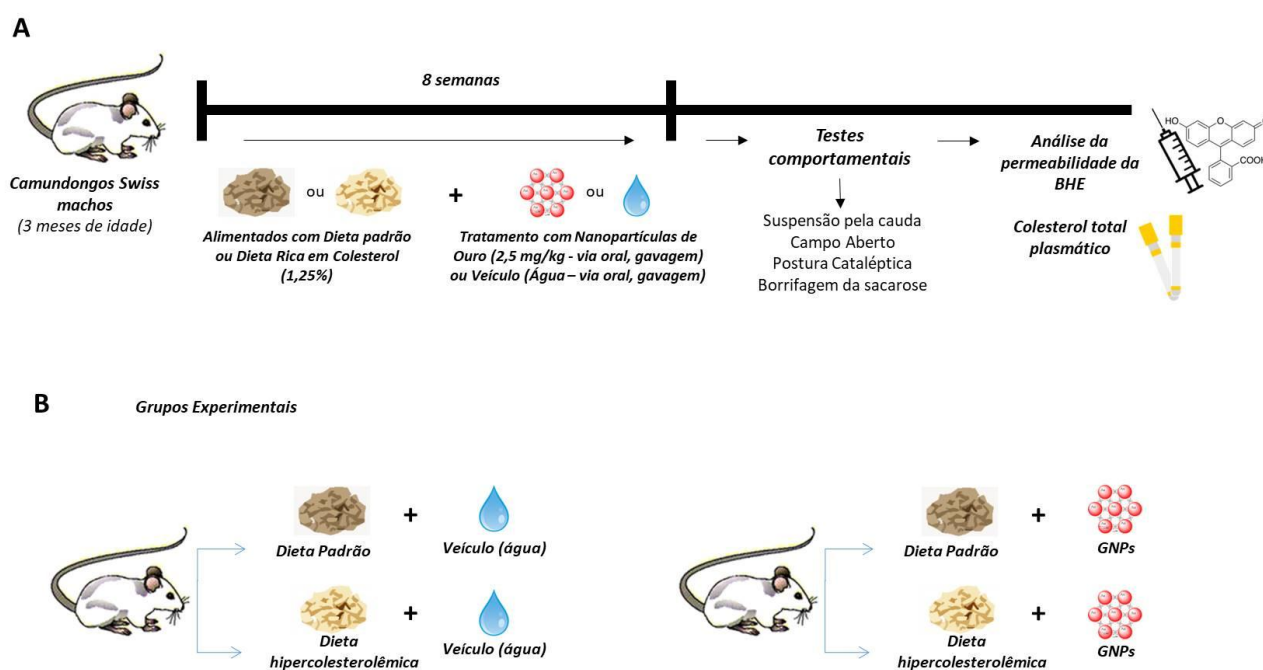 A
8 semanas
Camundongos Swiss
machos
(3 meses de idade)
ou
+
ou
Alimentados com Dieta padrão
ou Dieta Rica em Colesterol
(1,25%)
Tratamento com Nanopartículas de
Ouro (2,5 mg/kg - via oral, gavagem)
ou Veículo (Água – via oral, gavagem)
Testes
comportamentais
Suspensão pela cauda
Campo Aberto
Postura Cataléptica
Borrifagem da sacarose
Análise da
permeabilidade da
BHE
HO
O
COOH
Colesterol total
plasmático
B
Grupos Experimentais
+
Dieta Padrão
Veículo (água)
+
Dieta
hipercolesterolêmica
Veículo (água)
+
Dieta Padrão
GNPs
+
Dieta
hipercolesterolêmica
GNPs